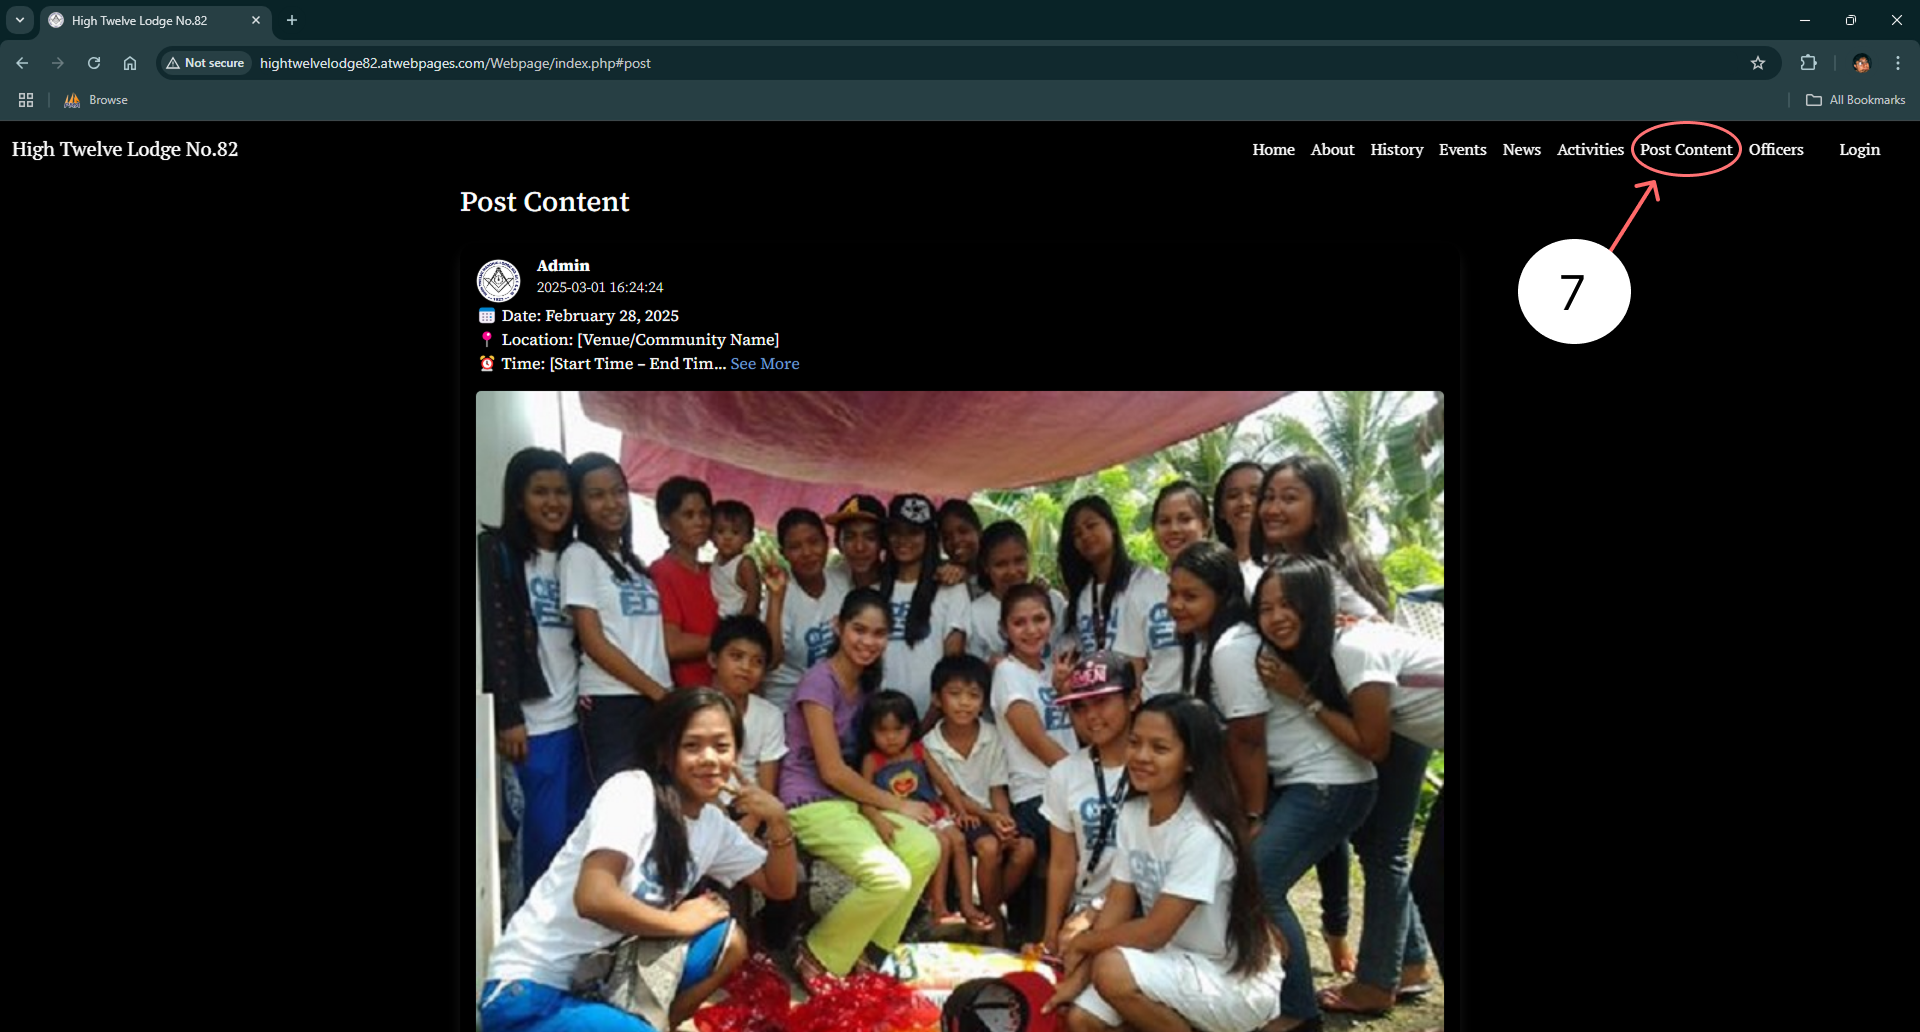 High Twelve Lodge No.82
Not secure
hightwelvelodge82.atwebpages.com/Webpage/index.php#post
Browse
All Bookmarks
High Twelve Lodge No.82
Home About History Events News Activities Post Content Officers Login
Post Content
7
Admin
2025-03-01 16:24:24
Date: February 28, 2025
Location: [Venue/Community Name]
Time: [Start Time – End Tim... See More